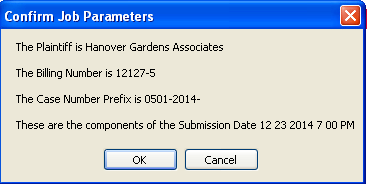 Confirm Job Parameters
The Plaintiff is Hanover Gardens Associates
The Billing Number is 12127-5
The Case Number Prefix is 0501-2014-
These are the components of the Submission Date 12 23 2014 7 00 PM
OK
Cancel